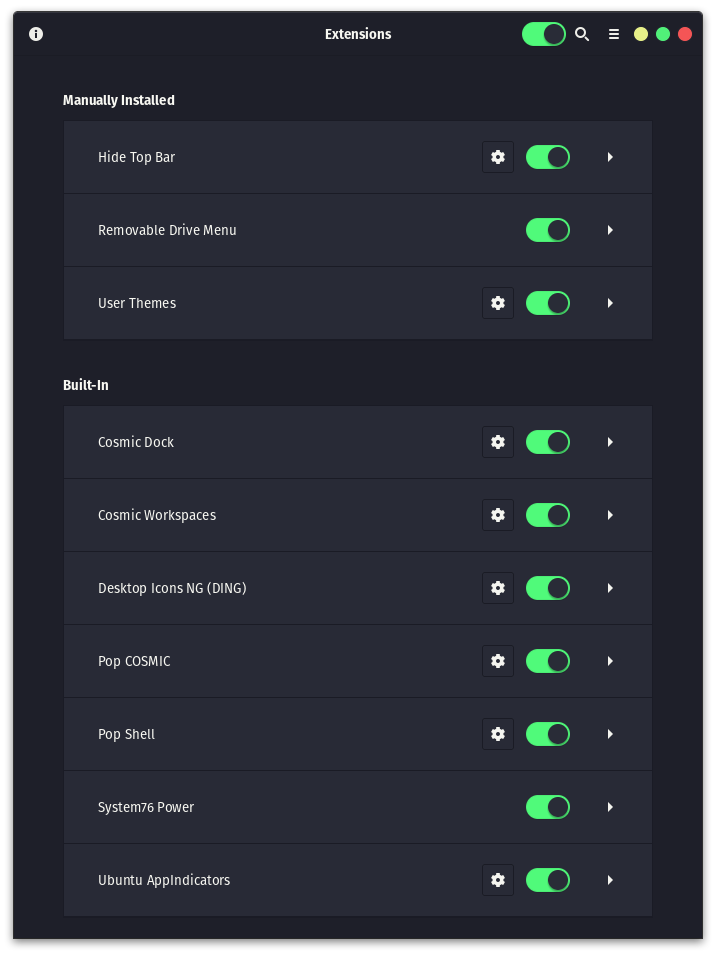 Extensions
Manually Installed
Hide Top Bar
Removable Drive Menu
User Themes
Built-In
Cosmic Dock
Cosmic Workspaces
Desktop Icons NG (DING)
Pop COSMIC
Pop Shell
System76 Power
Ubuntu AppIndicators